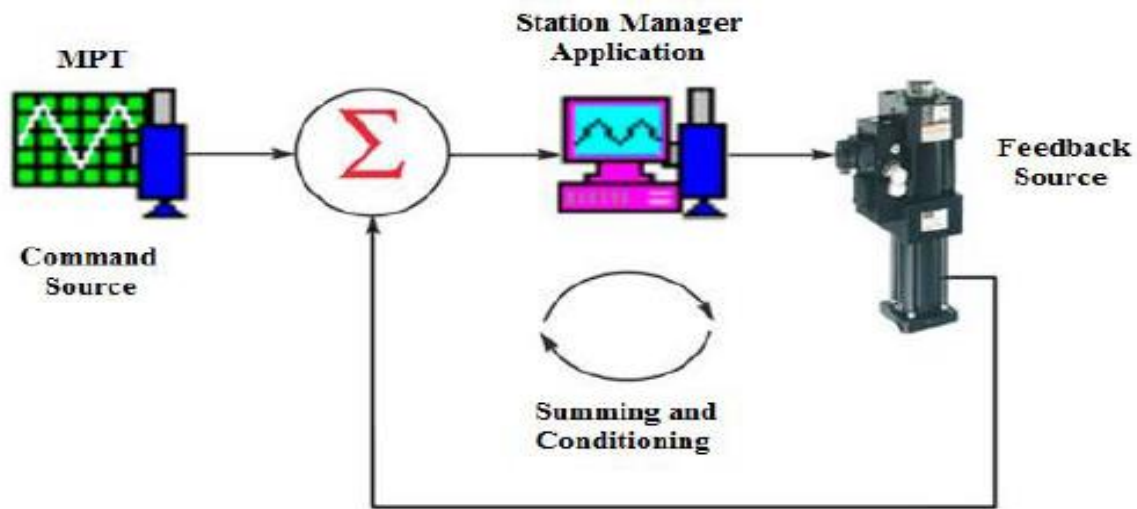 MPT
Station Manager
Application
Σ
Feedback
Source
Command
Source
Summing and
Conditioning